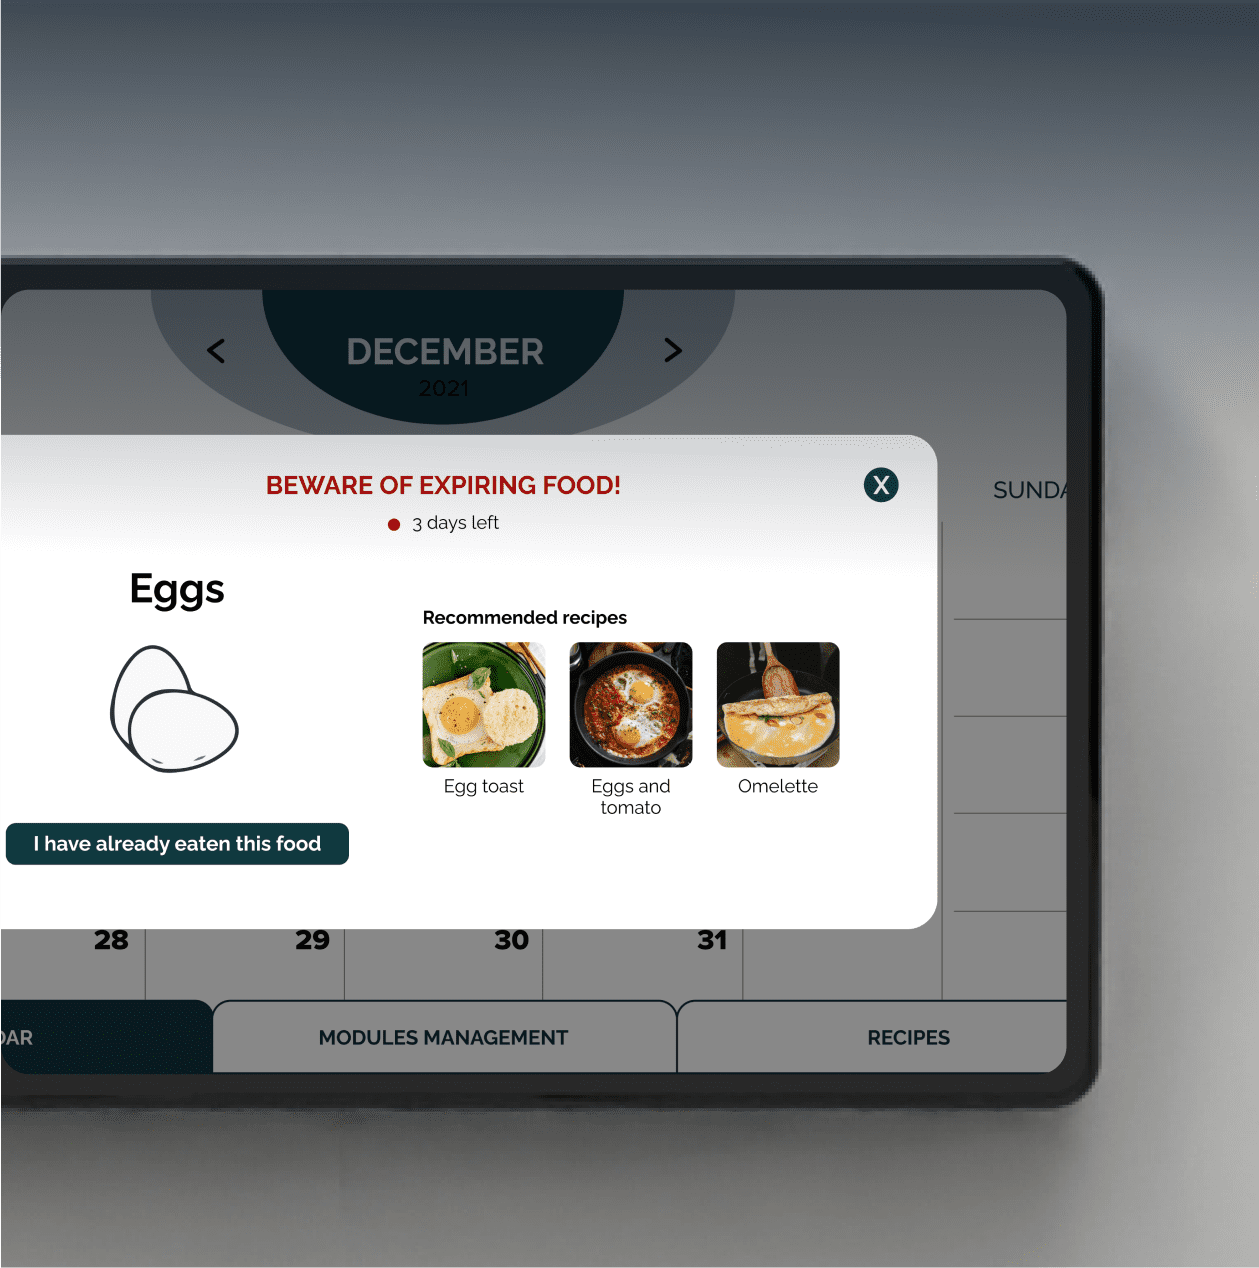 <
DECEMBER
>
2021
BEWARE OF EXPIRING FOOD!
X
3 days left
SUNDA
Eggs
Recommended recipes
Egg toast
Eggs and
tomato
Omelette
I have already eaten this food
28
29
30
31
DAR
MODULES MANAGEMENT
RECIPES